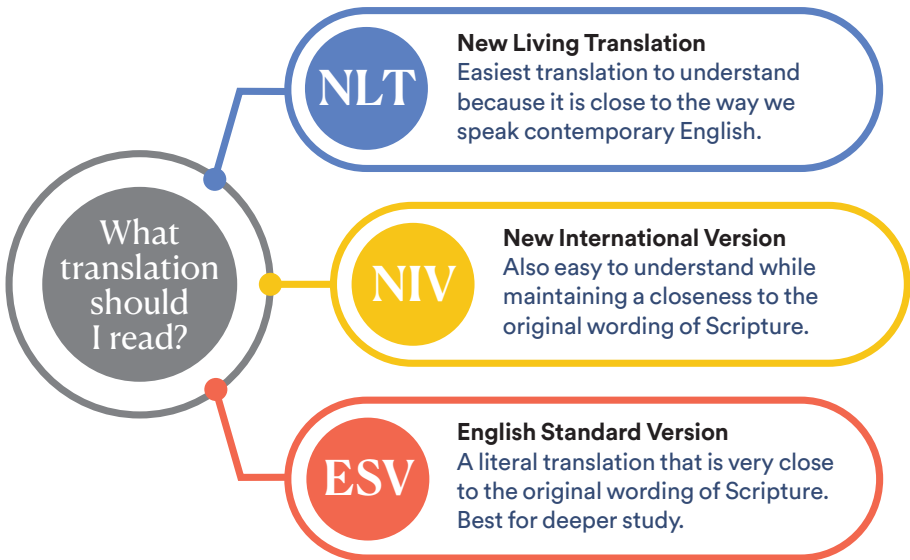 What
translation
should
I read?
NLT
New Living Translation
Easiest translation to understand
because it is close to the way we
speak contemporary English.
NIV
New International Version
Also easy to understand while
maintaining a closeness to the
original wording of Scripture.
ESV
English Standard Version
A literal translation that is very close
to the original wording of Scripture.
Best for deeper study.